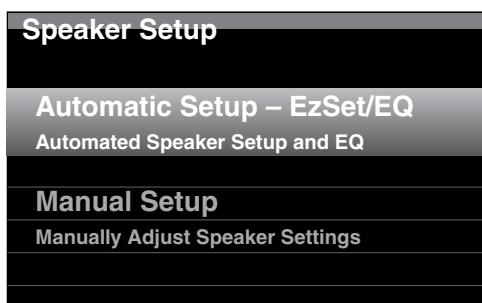 Speaker Setup
Automatic Setup – EzSet/EQ
Automated Speaker Setup and EQ
Manual Setup
Manually Adjust Speaker Settings